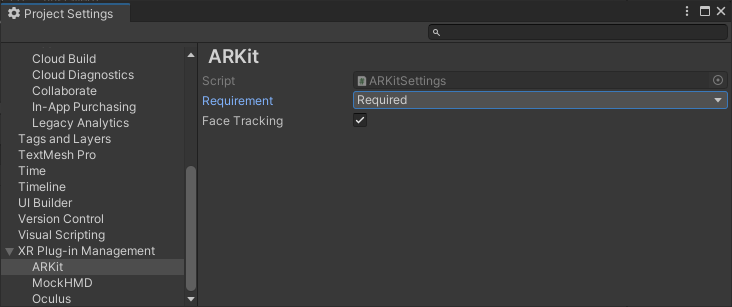 Project Settings
Cloud Build
Cloud Diagnostics
Collaborate
In-App Purchasing
Legacy Analytics
Tags and Layers
TextMesh Pro
Time
Timeline
UI Builder
Version Control
Visual Scripting
XR Plug-in Management
ARKit
MockHMD
Oculus
ARKit
Script ARKitSettings
Requirement Required
Face Tracking